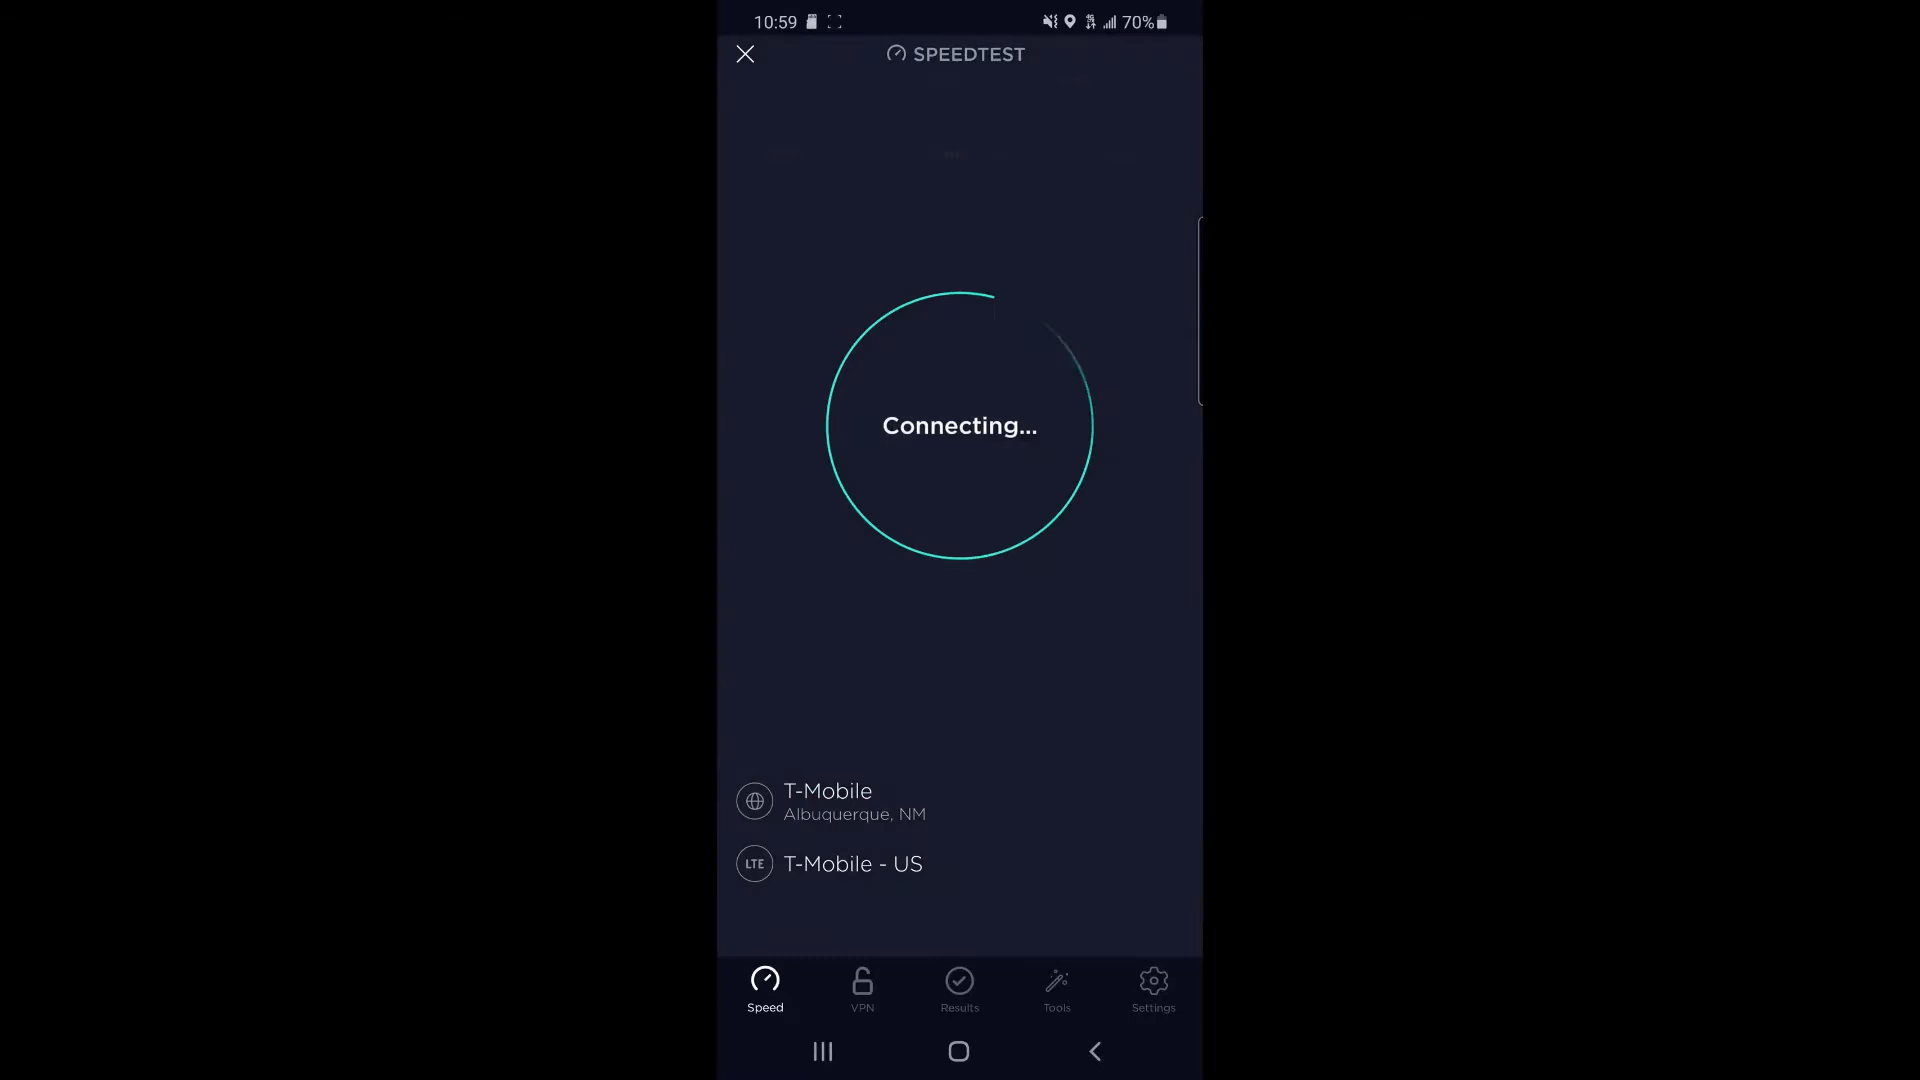 10:59 70%
SPEEDTEST
Connecting...
T-Mobile
Albuquerque, NM
LTE T-Mobile - US
Speed VPN Results Tools Settings